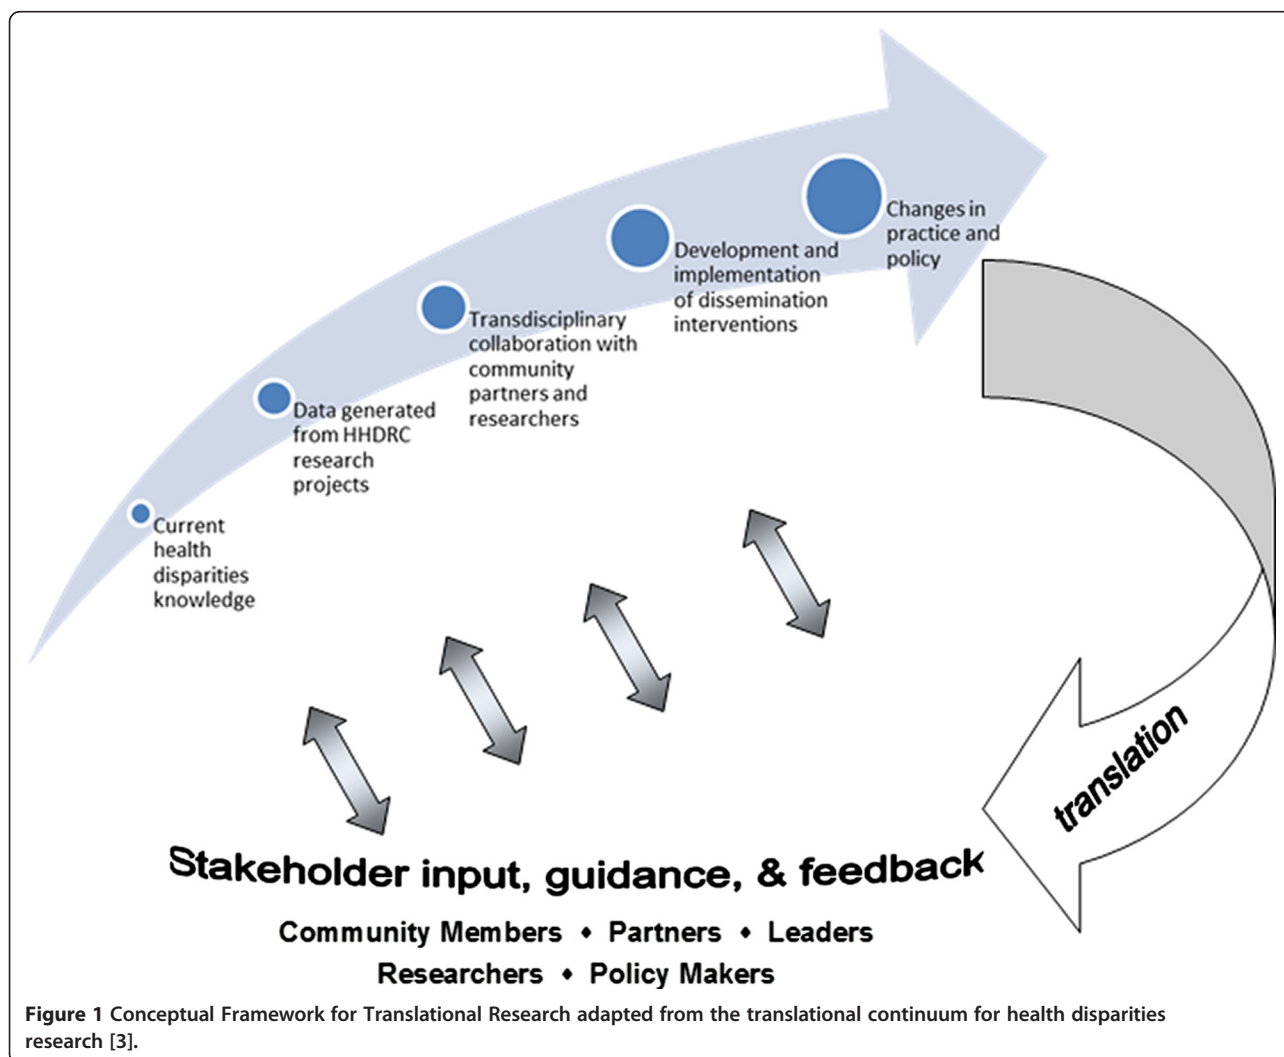 Changes in
practice and
policy
Development and
implementation
of dissemination
interventions
Transdisciplinary
collaboration with
community
partners and
researchers
Data generated
from HHDRC
research
projects
Current
health
disparities
knowledge
translation
Stakeholder input, guidance, & feedback
Community Members ♦ Partners ♦ Leaders
Researchers ♦ Policy Makers
Figure 1 Conceptual Framework for Translational Research adapted from the translational continuum for health disparities
research [3].